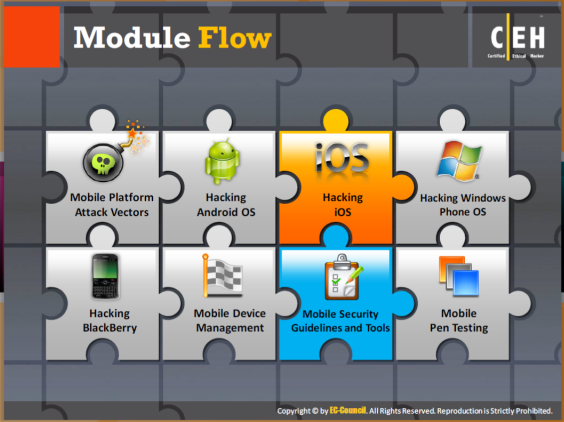 Module Flow
CEH
Certified Ethical Hacker
Mobile Platform
Attack Vectors
Hacking
Android OS
iOS
Hacking
iOS
Hacking Windows
Phone OS
Hacking
BlackBerry
Mobile Device
Management
Mobile Security
Guidelines and Tools
Mobile
Pen Testing
Copyright © by EC-Council. All Rights Reserved. Reproduction is Strictly Prohibited.